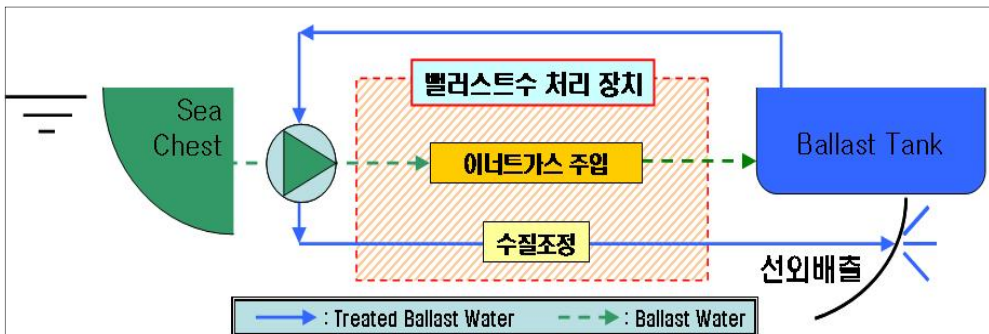 밸러스트수 처리 장치
Sea
Chest
이너트가스 주입
Ballast Tank
수질조정
선외배출
: Treated Ballast Water
: Ballast Water